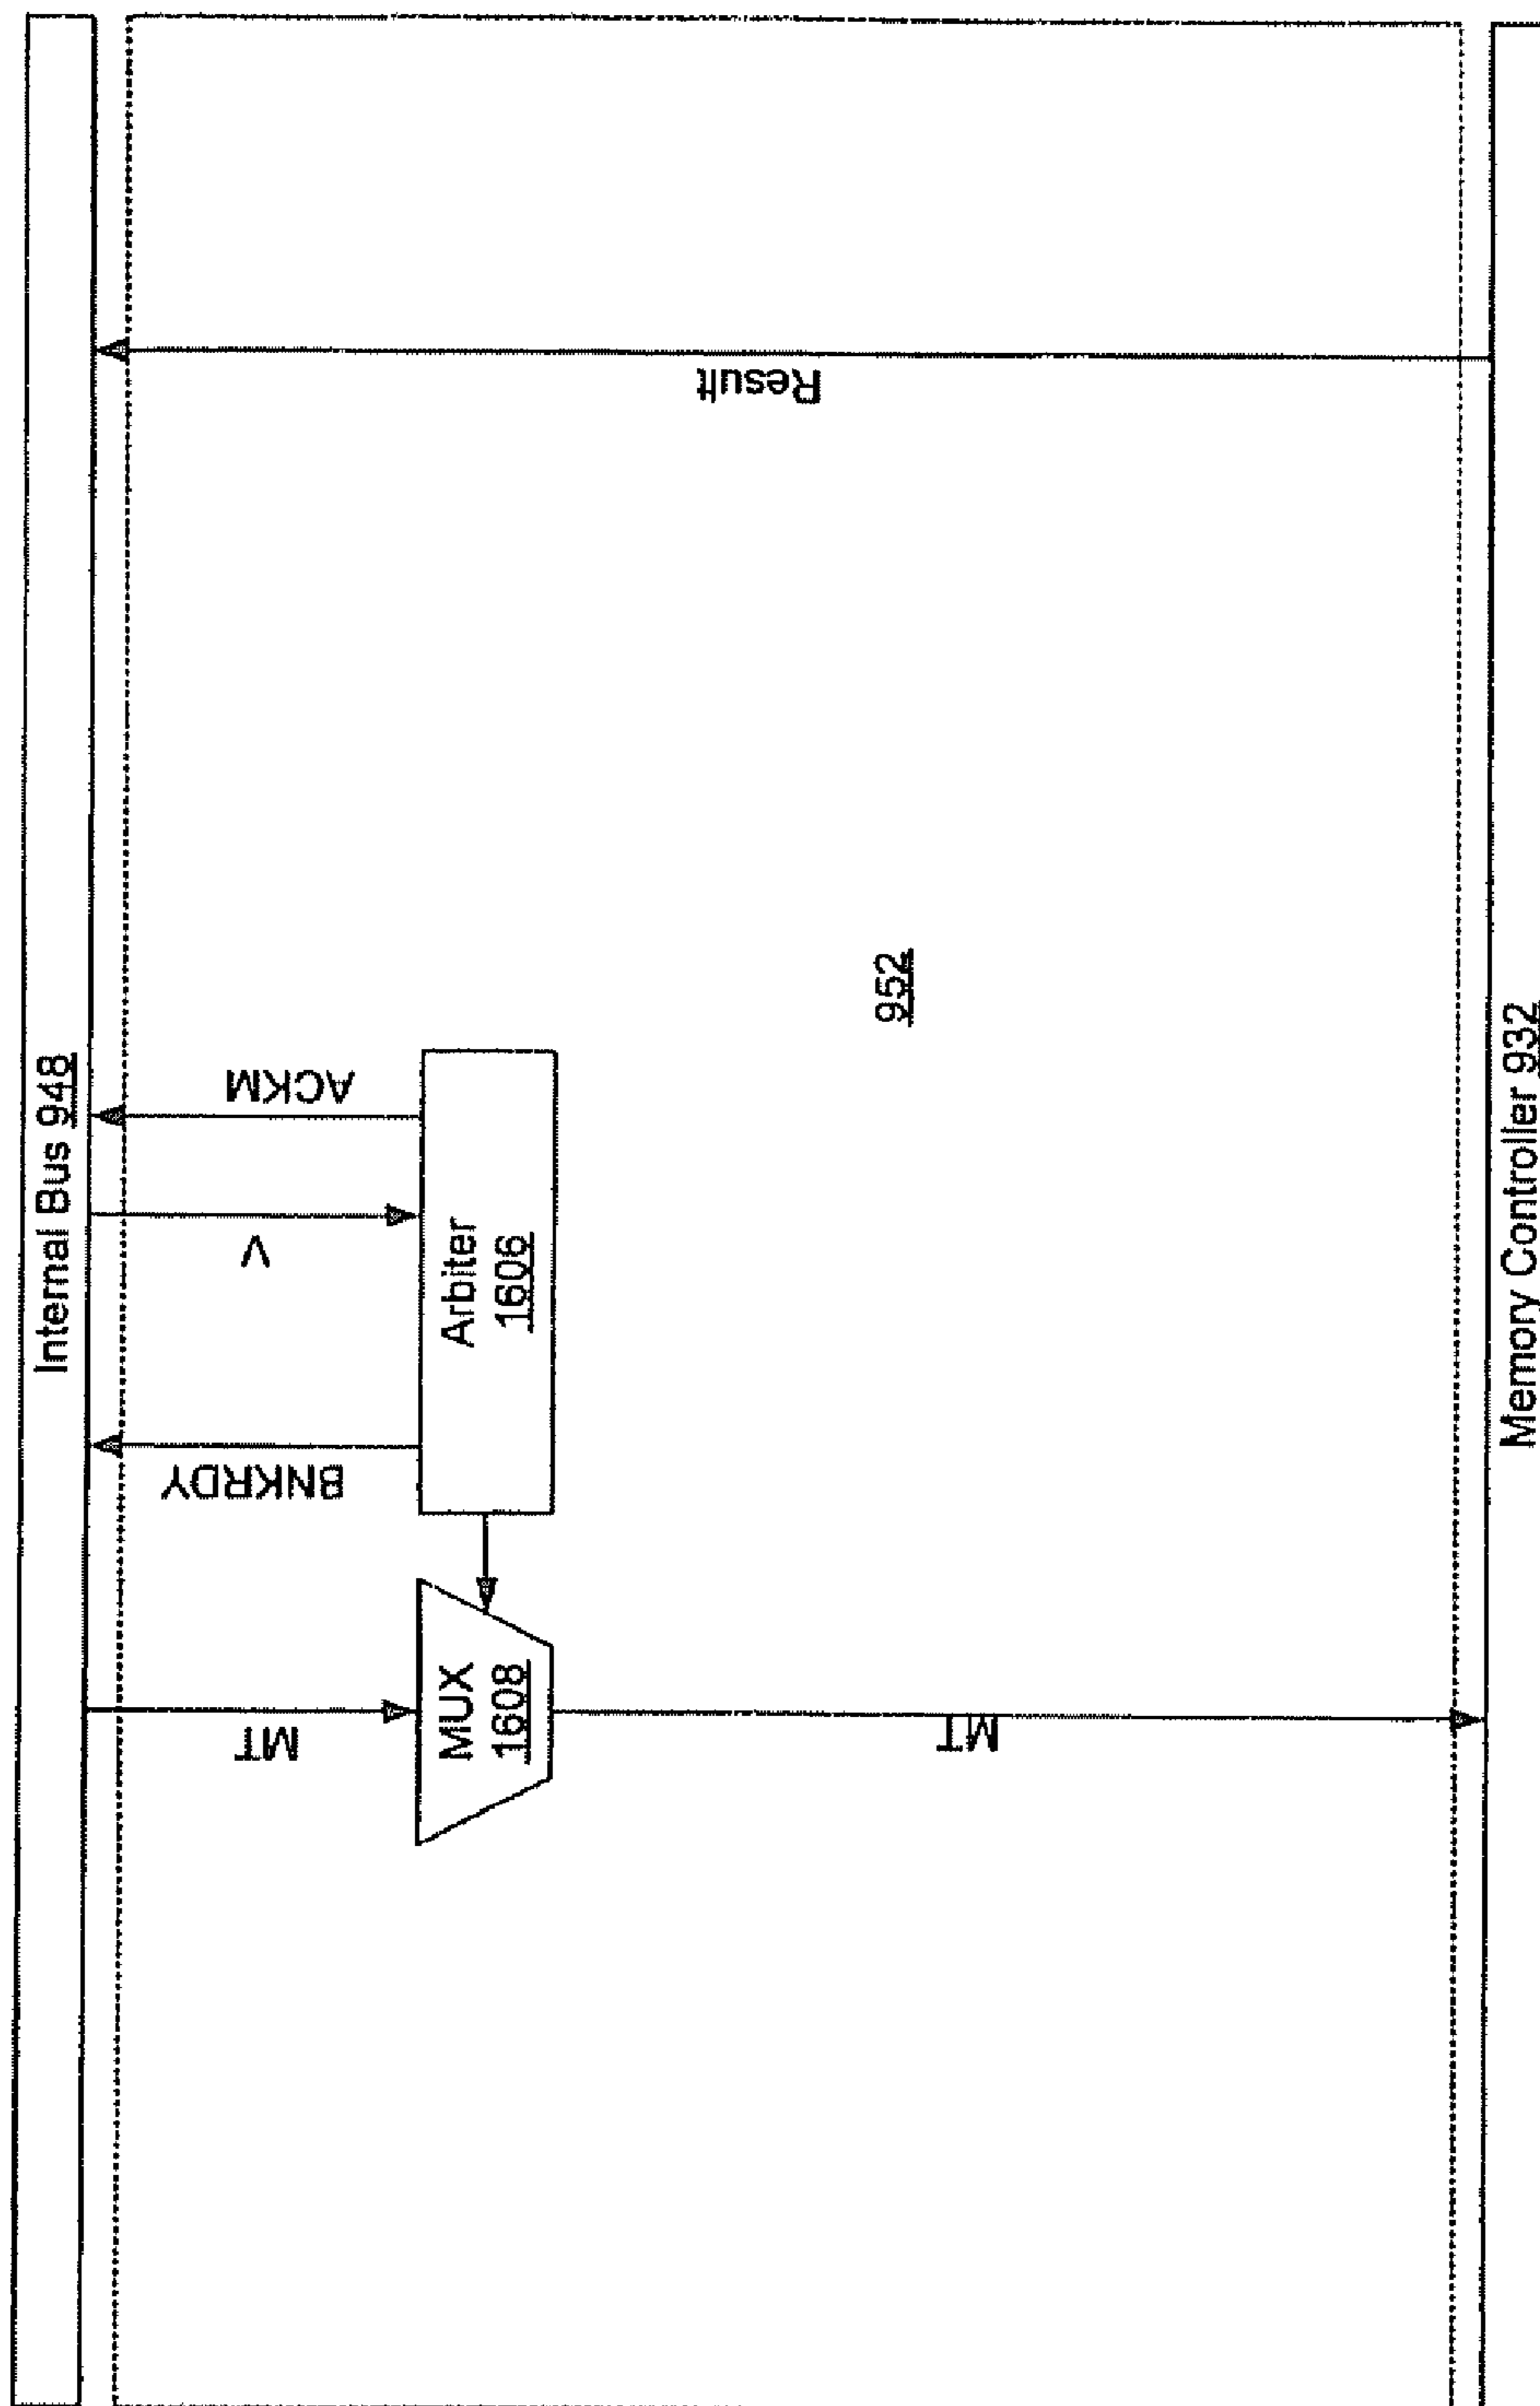 Internal Bus 948
MT
BNKRDY
V
ACKM
MUX
1608
Arbiter
1606
MT
952
Result
Memory Controller 932